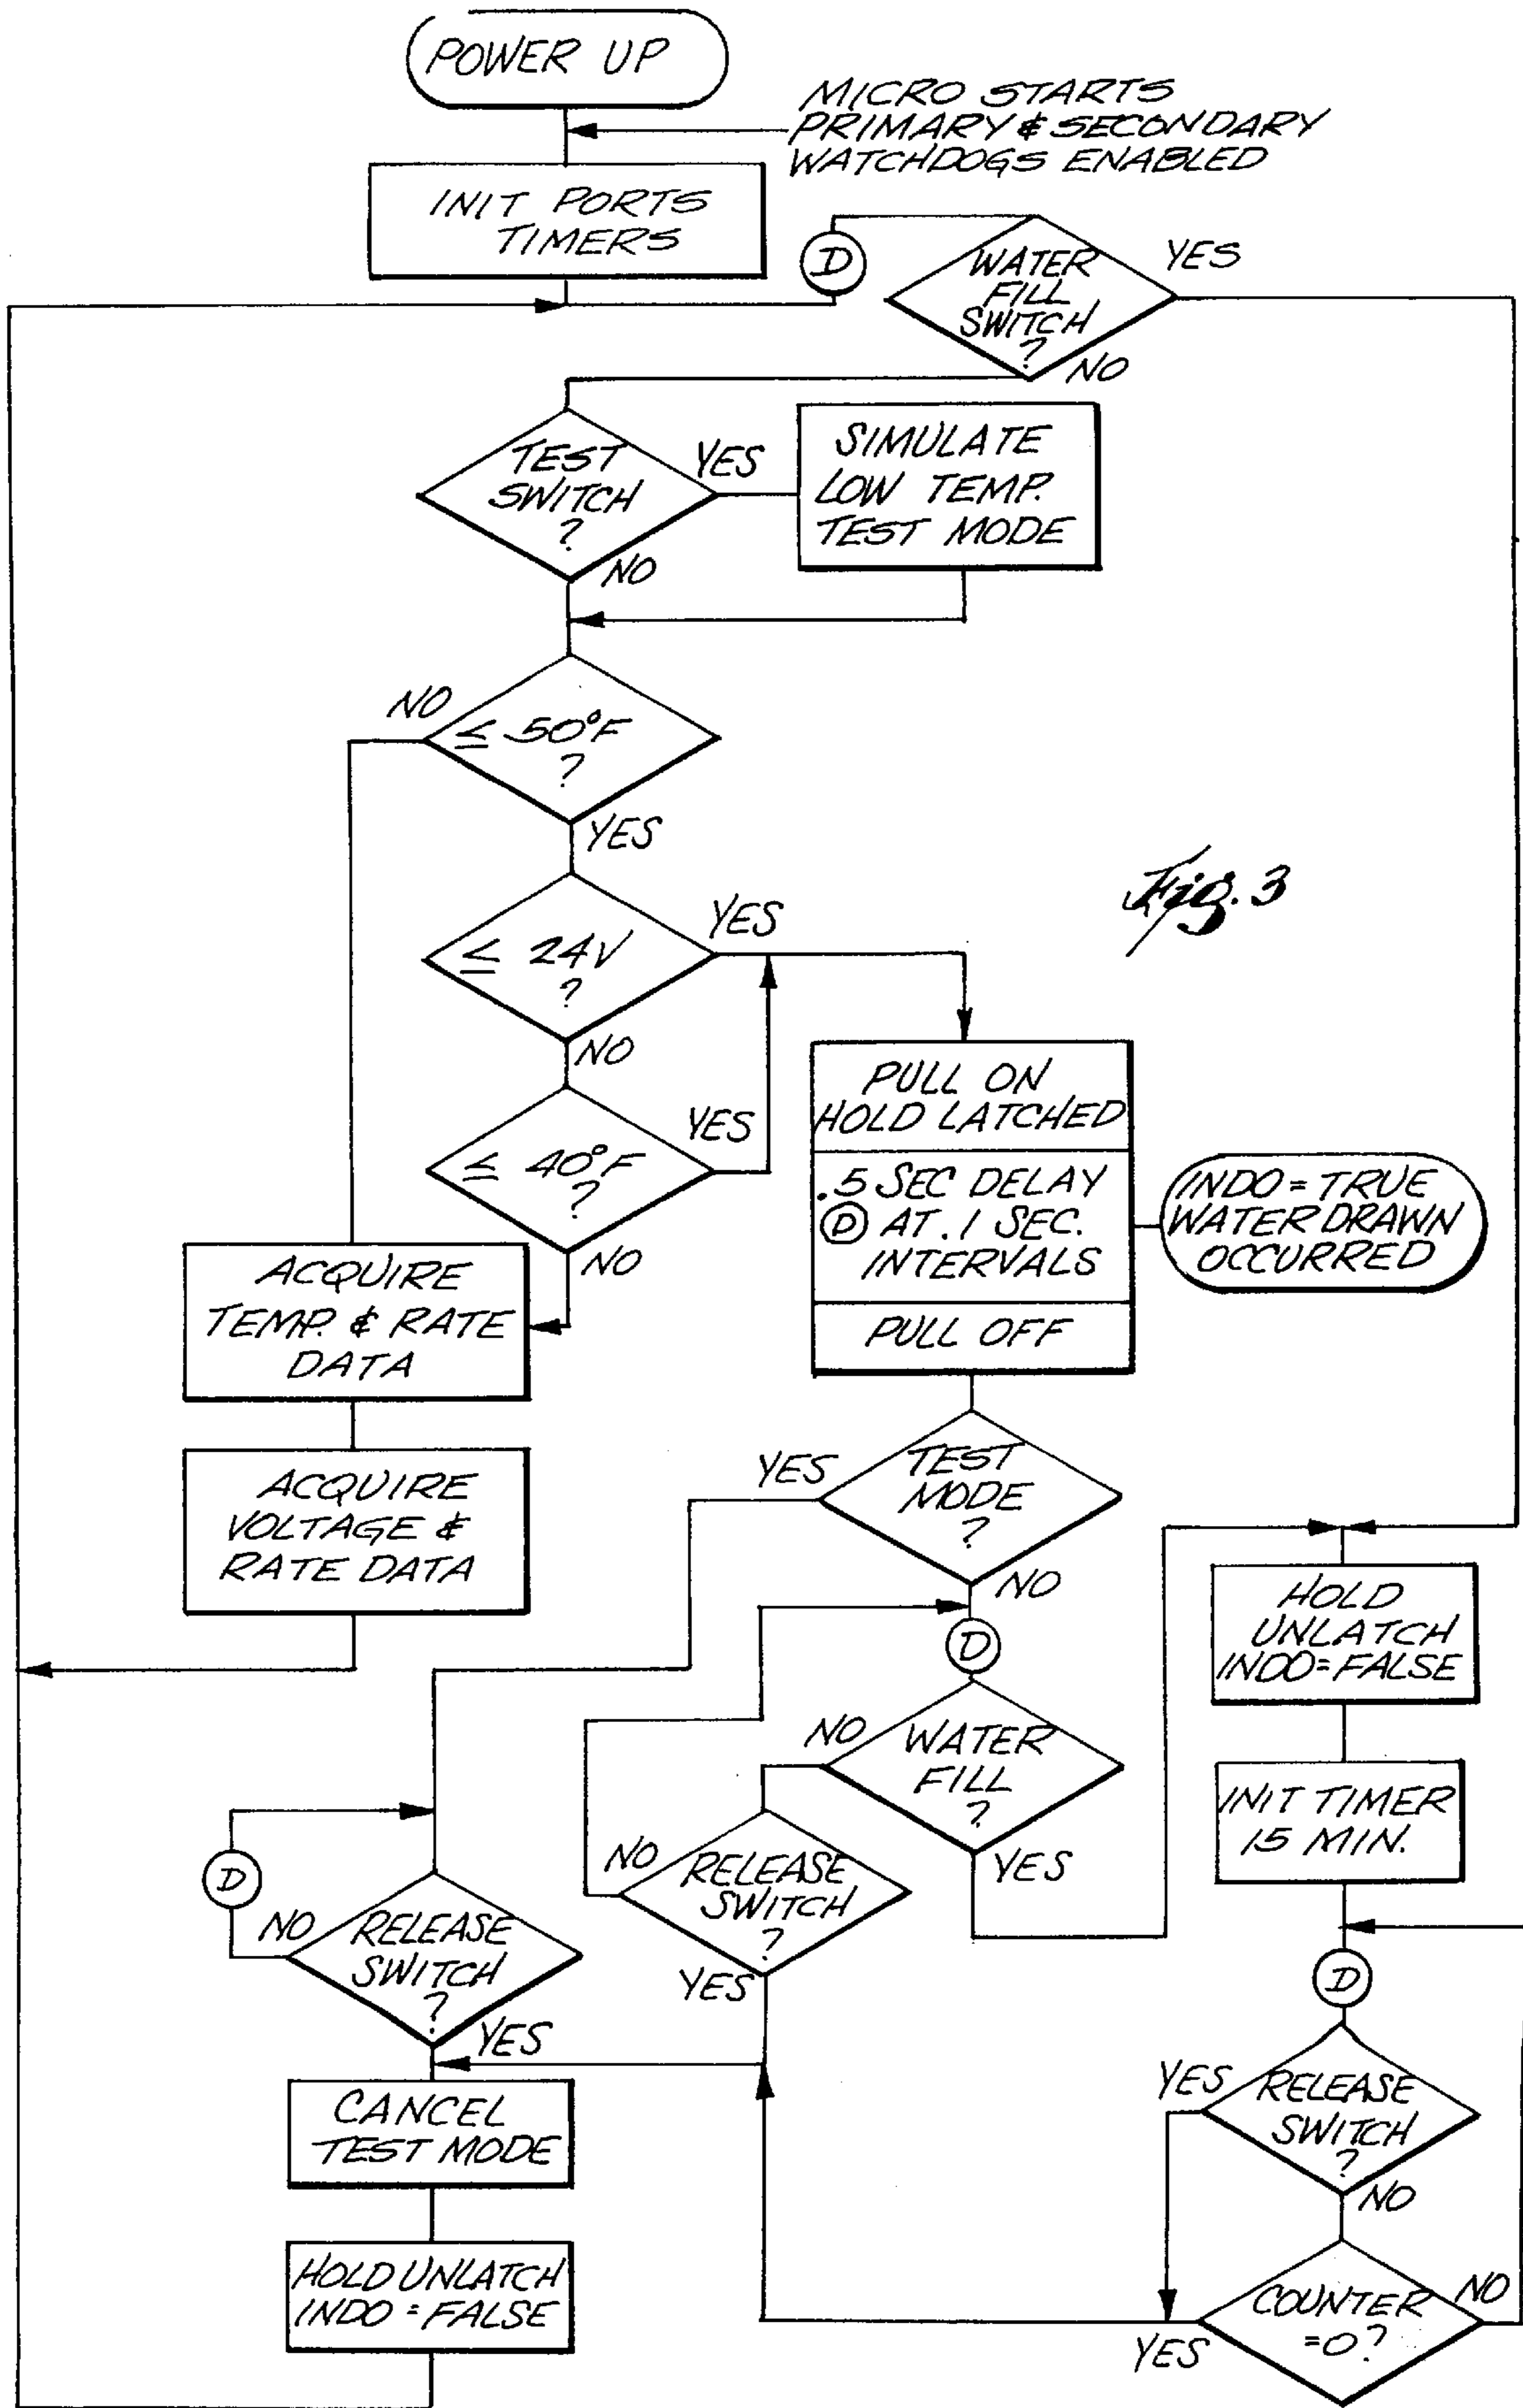 POWER UP
MICRO STARTS
PRIMARY & SECONDARY
WATCHDOGS ENABLED
INIT PORTS
TIMERS
D
WATER
FILL
SWITCH
?
YES
NO
TEST
SWITCH
?
YES
NO
SIMULATE
LOW TEMP.
TEST MODE
≤ 50°F
?
NO
YES
Fig. 3
≤ 24V
?
YES
NO
≤ 40°F
?
YES
NO
PULL ON
HOLD LATCHED
.5 SEC DELAY
D AT .1 SEC.
INTERVALS
PULL OFF
INDO = TRUE
WATER DRAWN
OCCURRED
ACQUIRE
TEMP. & RATE
DATA
ACQUIRE
VOLTAGE &
RATE DATA
TEST
MODE
?
YES
NO
D
WATER
FILL
?
NO
YES
HOLD
UNLATCH
INDO = FALSE
INIT TIMER
15 MIN.
RELEASE
SWITCH
?
NO
YES
D
RELEASE
SWITCH
?
NO
YES
D
RELEASE
SWITCH
?
YES
NO
CANCEL
TEST MODE
HOLD UNLATCH
INDO = FALSE
COUNTER
=0?
NO
YES